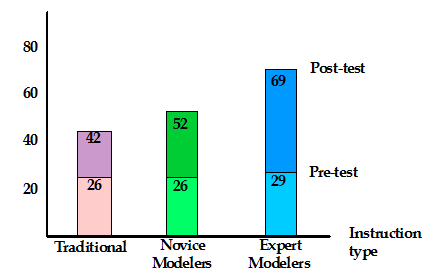 80
60
40
20
42
26
52
26
69
29
Post-test
Pre-test
Traditional
Novice
Modelers
Expert
Modelers
Instruction
type